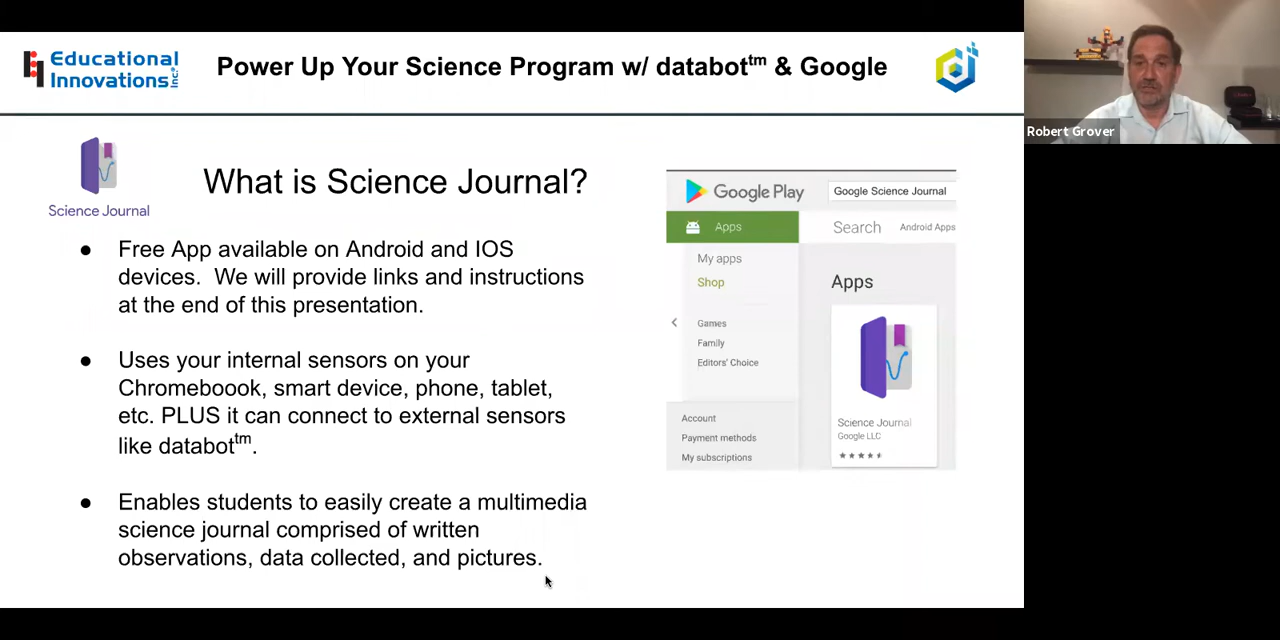 Educational
Innovations Inc®
Power Up Your Science Program w/ databot™ & Google
Robert Grover
Science Journal
What is Science Journal?
● Free App available on Android and IOS
devices. We will provide links and instructions
at the end of this presentation.
● Uses your internal sensors on your
Chromeboook, smart device, phone, tablet,
etc. PLUS it can connect to external sensors
like databot™.
● Enables students to easily create a multimedia
science journal comprised of written
observations, data collected, and pictures.
Google Play
Google Science Journal
Apps
Search Android Apps
My apps
Shop
Games
Family
Editors' Choice
Account
Payment methods
My subscriptions
Apps
Science Journal
Google LLC